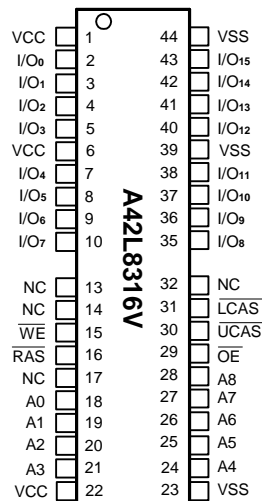 VCC 1 44 VSS
I/O0 2 43 I/O15
I/O1 3 42 I/O14
I/O2 4 41 I/O13
I/O3 5 40 I/O12
VCC 6 39 VSS
I/O4 7 38 I/O11
I/O5 8 37 I/O10
I/O6 9 36 I/O9
I/O7 10 35 I/O8
A42L8316V
NC 13 32 NC
NC 14 31 LCAS
WE 15 30 UCAS
RAS 16 29 OE
NC 17 28 A8
A0 18 27 A7
A1 19 26 A6
A2 20 25 A5
A3 21 24 A4
VCC 22 23 VSS